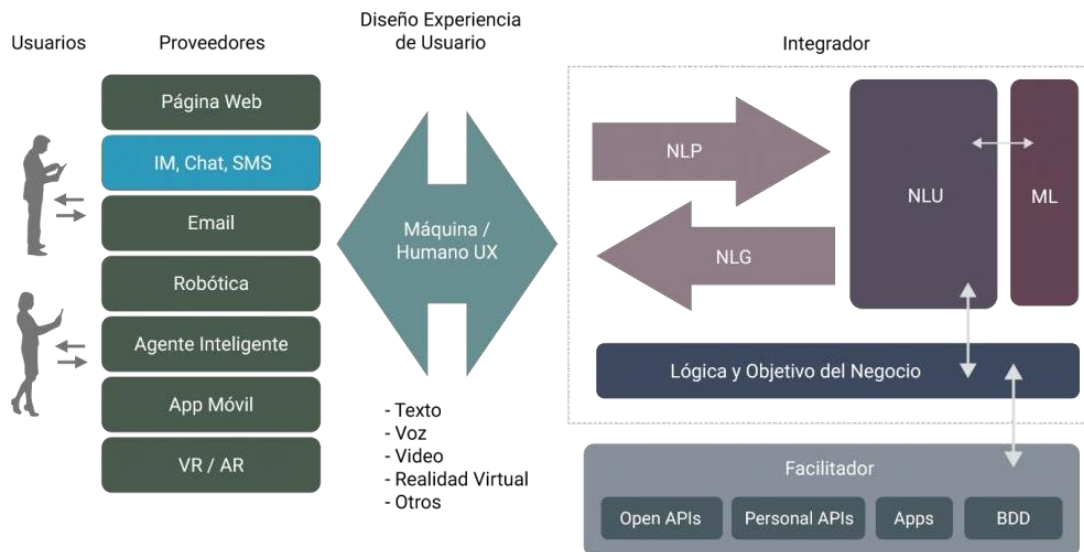 Usuarios
Proveedores
Diseño Experiencia
de Usuario
Integrador
Página Web
IM, Chat, SMS
Email
Robótica
Agente Inteligente
App Móvil
VR / AR
Máquina /
Humano UX
- Texto
- Voz
- Video
- Realidad Virtual
- Otros
NLP
NLG
NLU
ML
Lógica y Objetivo del Negocio
Facilitador
Open APIs
Personal APIs
Apps
BDD